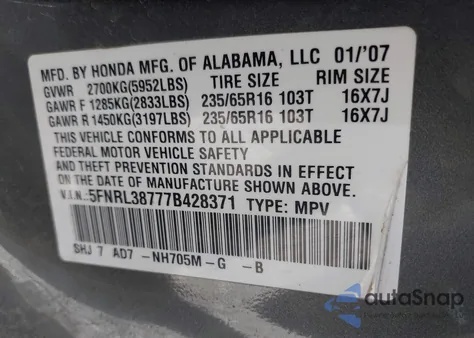 MFD. BY HONDA MFG. OF ALABAMA, LLC 01/'07
GVWR 2700KG(5952LBS) TIRE SIZE RIM SIZE
GAWR F 1285KG(2833LBS) 235/65R16 103T 16X7J
GAWR R 1450KG(3197LBS) 235/65R16 103T 16X7J
THIS VEHICLE CONFORMS TO ALL APPLICABLE
FEDERAL MOTOR VEHICLE SAFETY
AND THEFT PREVENTION STANDARDS IN EFFECT
ON THE DATE OF MANUFACTURE SHOWN ABOVE.
V.I.N.: 5FNRL38777B428371 TYPE: MPV
SHJ 7 AD7 -NH705M-G -B
autoSnap